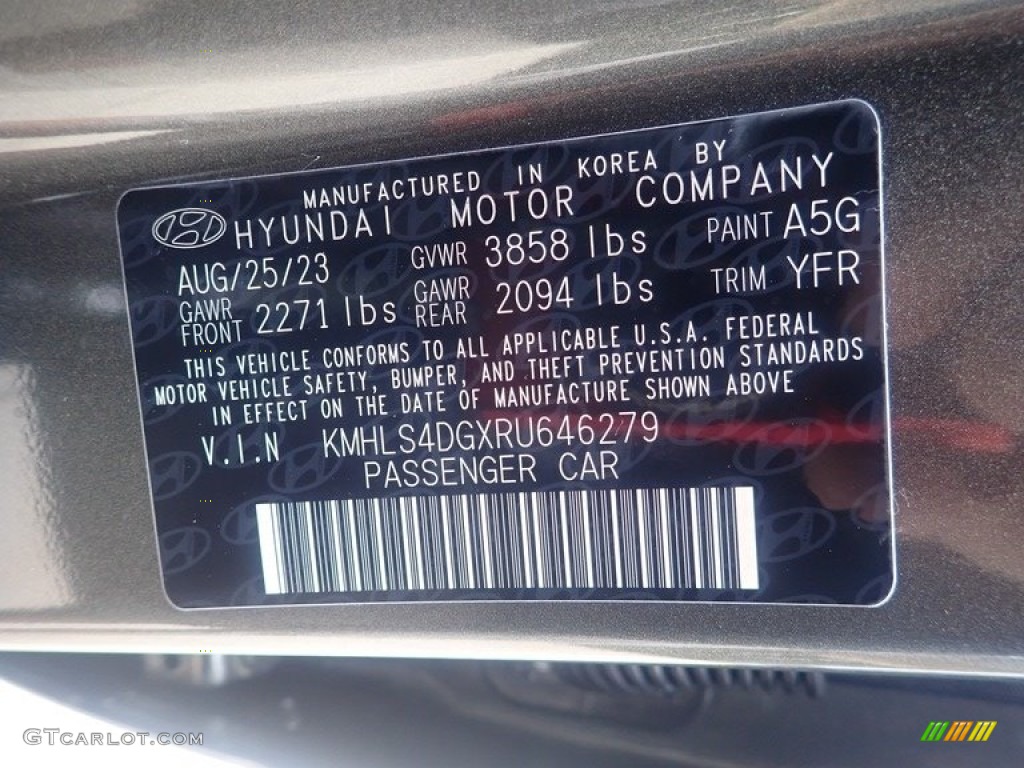 MANUFACTURED IN KOREA BY
HYUNDAI MOTOR COMPANY
AUG/25/23 GVWR 3858 lbs PAINT A5G
GAWR FRONT 2271 lbs GAWR REAR 2094 lbs TRIM YFR
THIS VEHICLE CONFORMS TO ALL APPLICABLE U.S.A. FEDERAL
MOTOR VEHICLE SAFETY, BUMPER, AND THEFT PREVENTION STANDARDS
IN EFFECT ON THE DATE OF MANUFACTURE SHOWN ABOVE
V.I.N KMHLS4DGXRU646279
PASSENGER CAR
GTCARLOT.COM